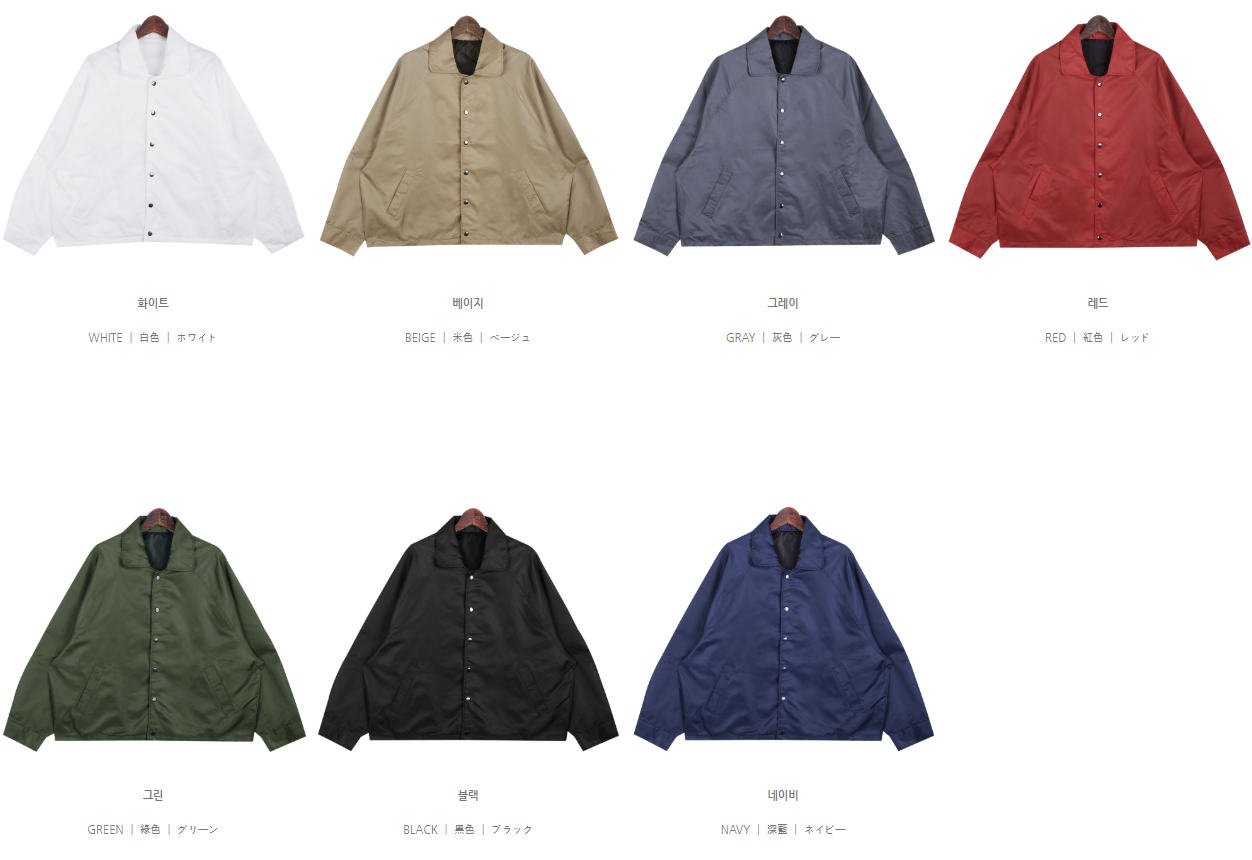 화이트
WHITE | 白色 | ホワイト
베이지
BEIGE | 米色 | ベージュ
그레이
GRAY | 灰色 | グレー
레드
RED | 紅色 | レッド
그린
GREEN | 綠色 | グリーン
블랙
BLACK | 黑色 | ブラック
네이비
NAVY | 深藍 | ネイビー